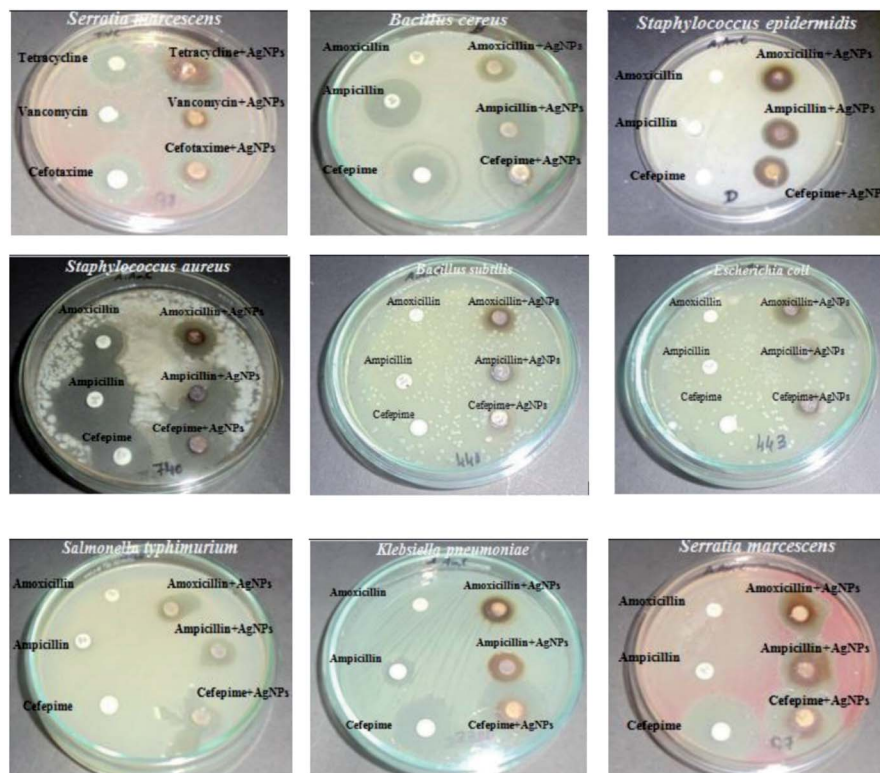 Serratia marcescens
Tetracycline
Tetracycline+AgNPs
Vancomycin
Vancomycin+AgNPs
Cefotaxime
Cefotaxime+AgNPs
Bacillus cereus
Amoxicillin
Amoxicillin+AgNPs
Ampicillin
Ampicillin+AgNPs
Cefepime
Cefepime+AgNPs
Staphylococcus epidermidis
Amoxicillin
Amoxicillin+AgNPs
Ampicillin
Ampicillin+AgNPs
Cefepime
Cefepime+AgNP
D
Staphylococcus aureus
Amoxicillin
Amoxicillin+AgNPs
Ampicillin
Ampicillin+AgNPs
Cefepime
Cefepime+AgNPs
740
Bacillus subtilis
Amoxicillin
Amoxicillin+AgNPs
Ampicillin
Ampicillin+AgNPs
Cefepime
Cefepime+AgNPs
Escherichia coli
Amoxicillin
Amoxicillin+AgNPs
Ampicillin
Ampicillin+AgNPs
Cefepime
Cefepime+AgNPs
443
Salmonella typhimurium
Amoxicillin
Amoxicillin+AgNPs
Ampicillin
Ampicillin+AgNPs
Cefepime
Cefepime+AgNPs
Klebsiella pneumoniae
Amoxicillin
Amoxicillin+AgNPs
Ampicillin
Ampicillin+AgNPs
Cefepime
Cefepime+AgNPs
Serratia marcescens
Amoxicillin
Amoxicillin+AgNPs
Ampicillin
Ampicillin+AgNPs
Cefepime
Cefepime+AgNPs